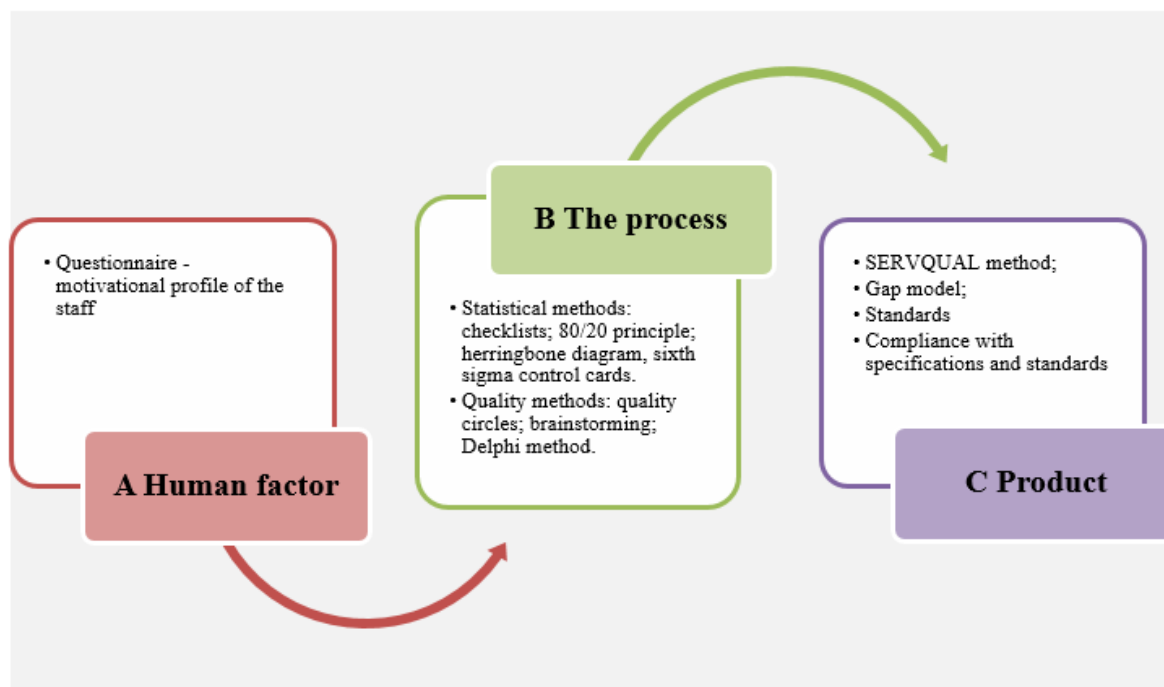 • Questionnaire -
motivational profile of the
staff
A Human factor
B The process
• Statistical methods:
checklists; 80/20 principle;
herringbone diagram, sixth
sigma control cards.
• Quality methods: quality
circles; brainstorming;
Delphi method.
• SERVQUAL method;
• Gap model;
• Standards
• Compliance with
specifications and standards
C Product